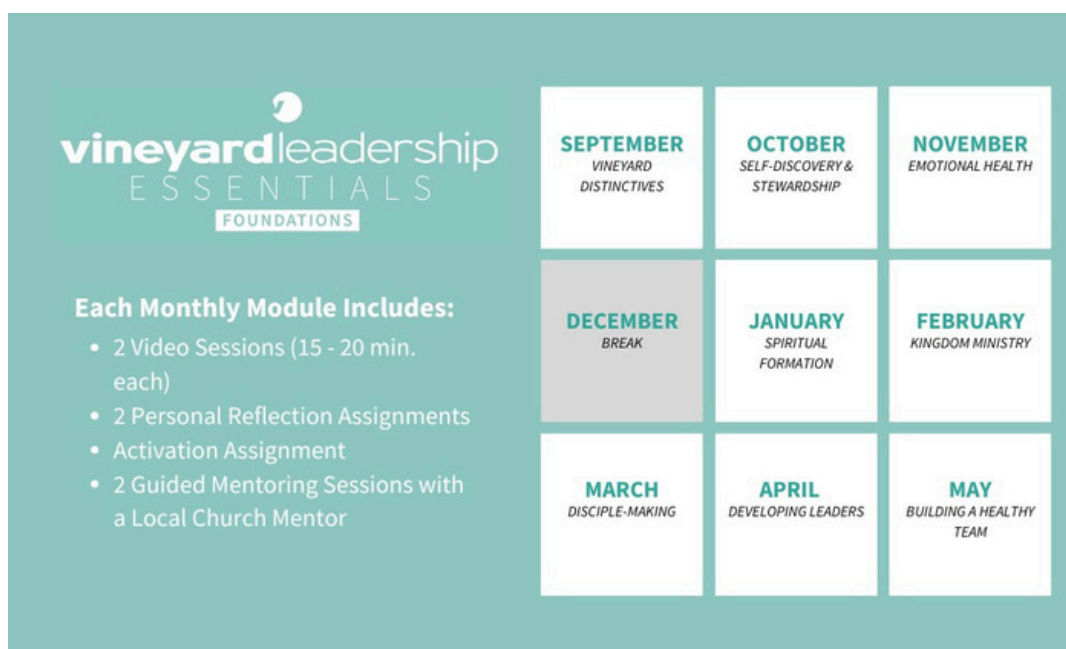 vineyardleadership
ESSENTIALS
FOUNDATIONS
Each Monthly Module Includes:
• 2 Video Sessions (15 - 20 min.
each)
• 2 Personal Reflection Assignments
• Activation Assignment
• 2 Guided Mentoring Sessions with
a Local Church Mentor
SEPTEMBER
VINEYARD
DISTINCTIVES
OCTOBER
SELF-DISCOVERY &
STEWARDSHIP
NOVEMBER
EMOTIONAL HEALTH
DECEMBER
BREAK
JANUARY
SPIRITUAL
FORMATION
FEBRUARY
KINGDOM MINISTRY
MARCH
DISCIPLE-MAKING
APRIL
DEVELOPING LEADERS
MAY
BUILDING A HEALTHY
TEAM